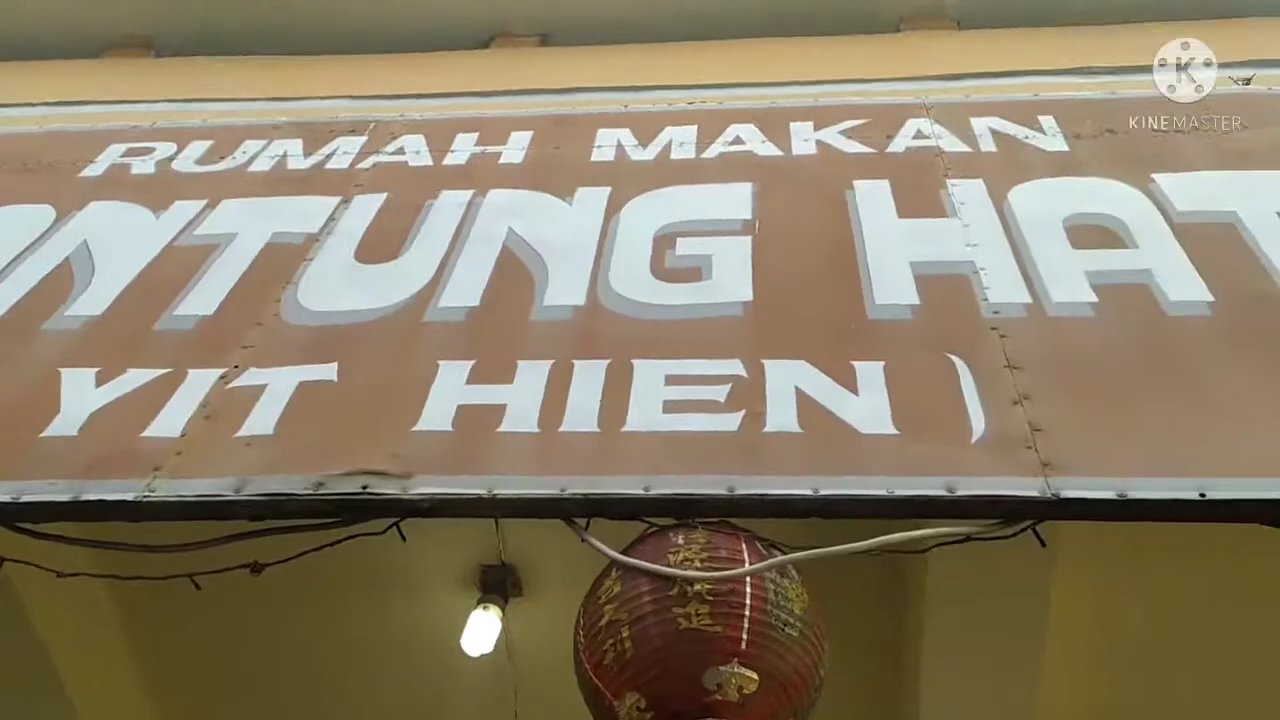 RUMAH MAKAN
NTUNG HAT
YIT HIEN )
K
KINEMASTER